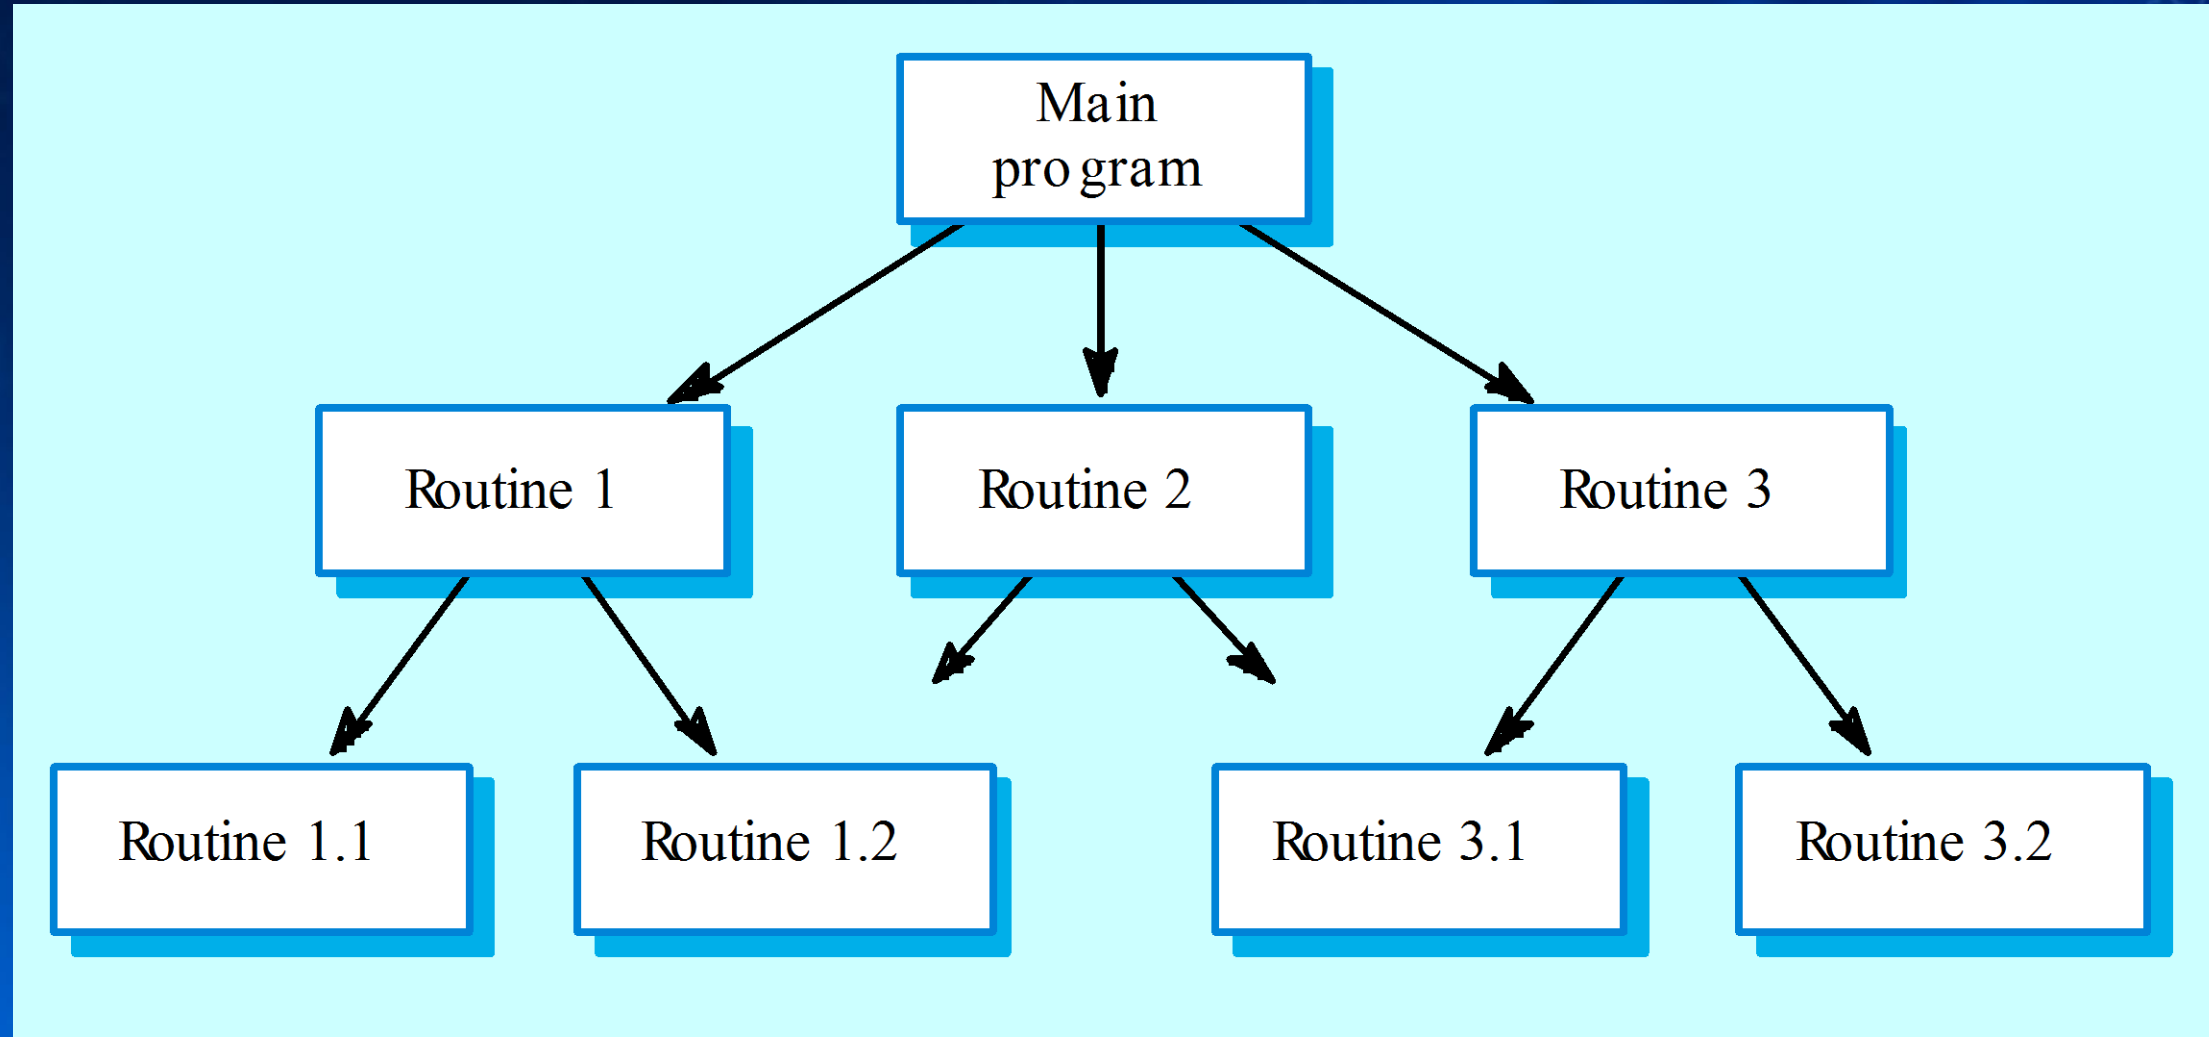 Main
program
Routine 1
Routine 2
Routine 3
Routine 1.1
Routine 1.2
Routine 3.1
Routine 3.2